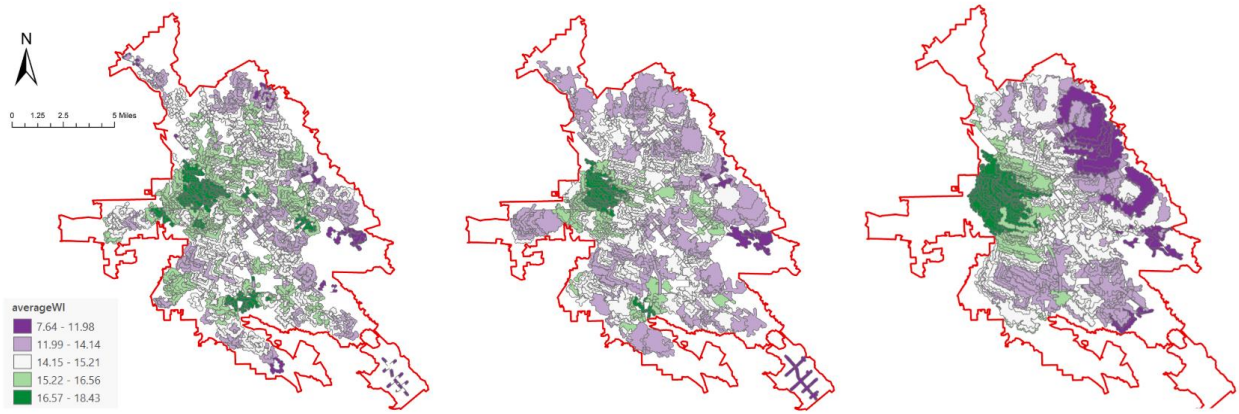 N
0 1.25 2.5 5 Miles
averageWI
7.64 - 11.98
11.99 - 14.14
14.15 - 15.21
15.22 - 16.56
16.57 - 18.43